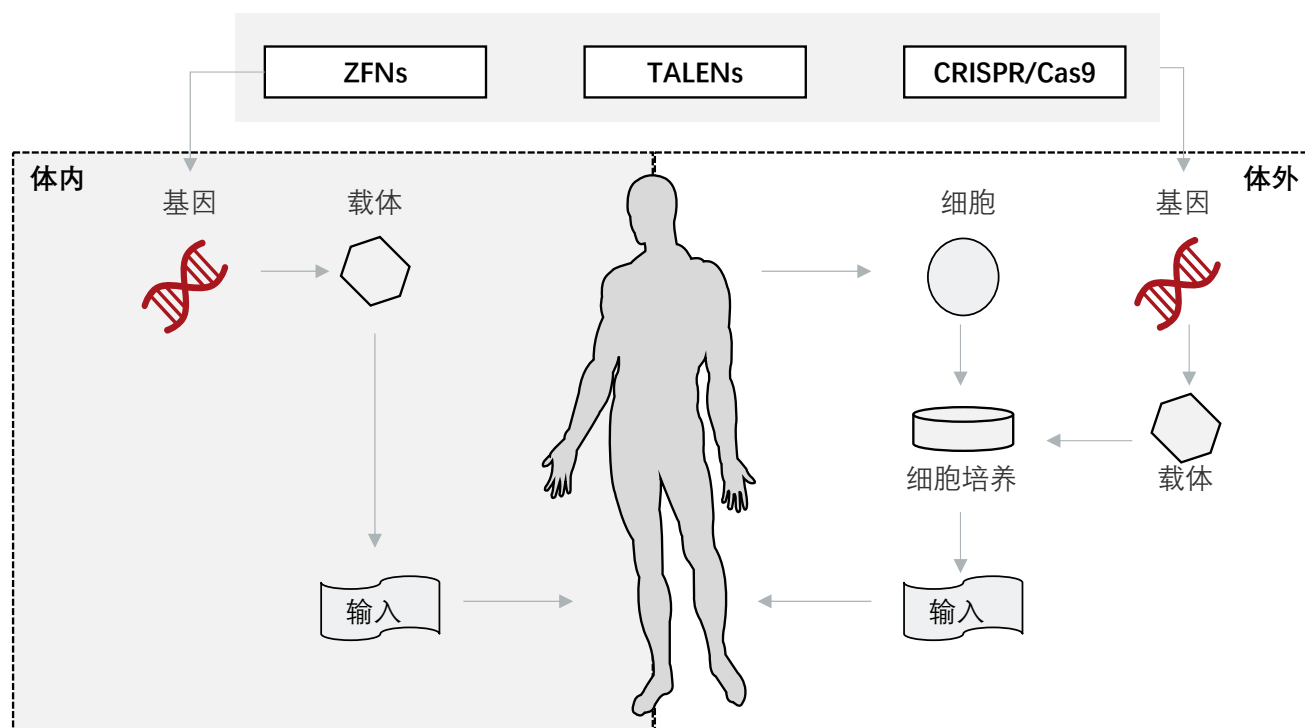 ZFNs
TALENs
CRISPR/Cas9
体内
体外
基因
载体
细胞
基因
细胞培养
载体
输入
输入